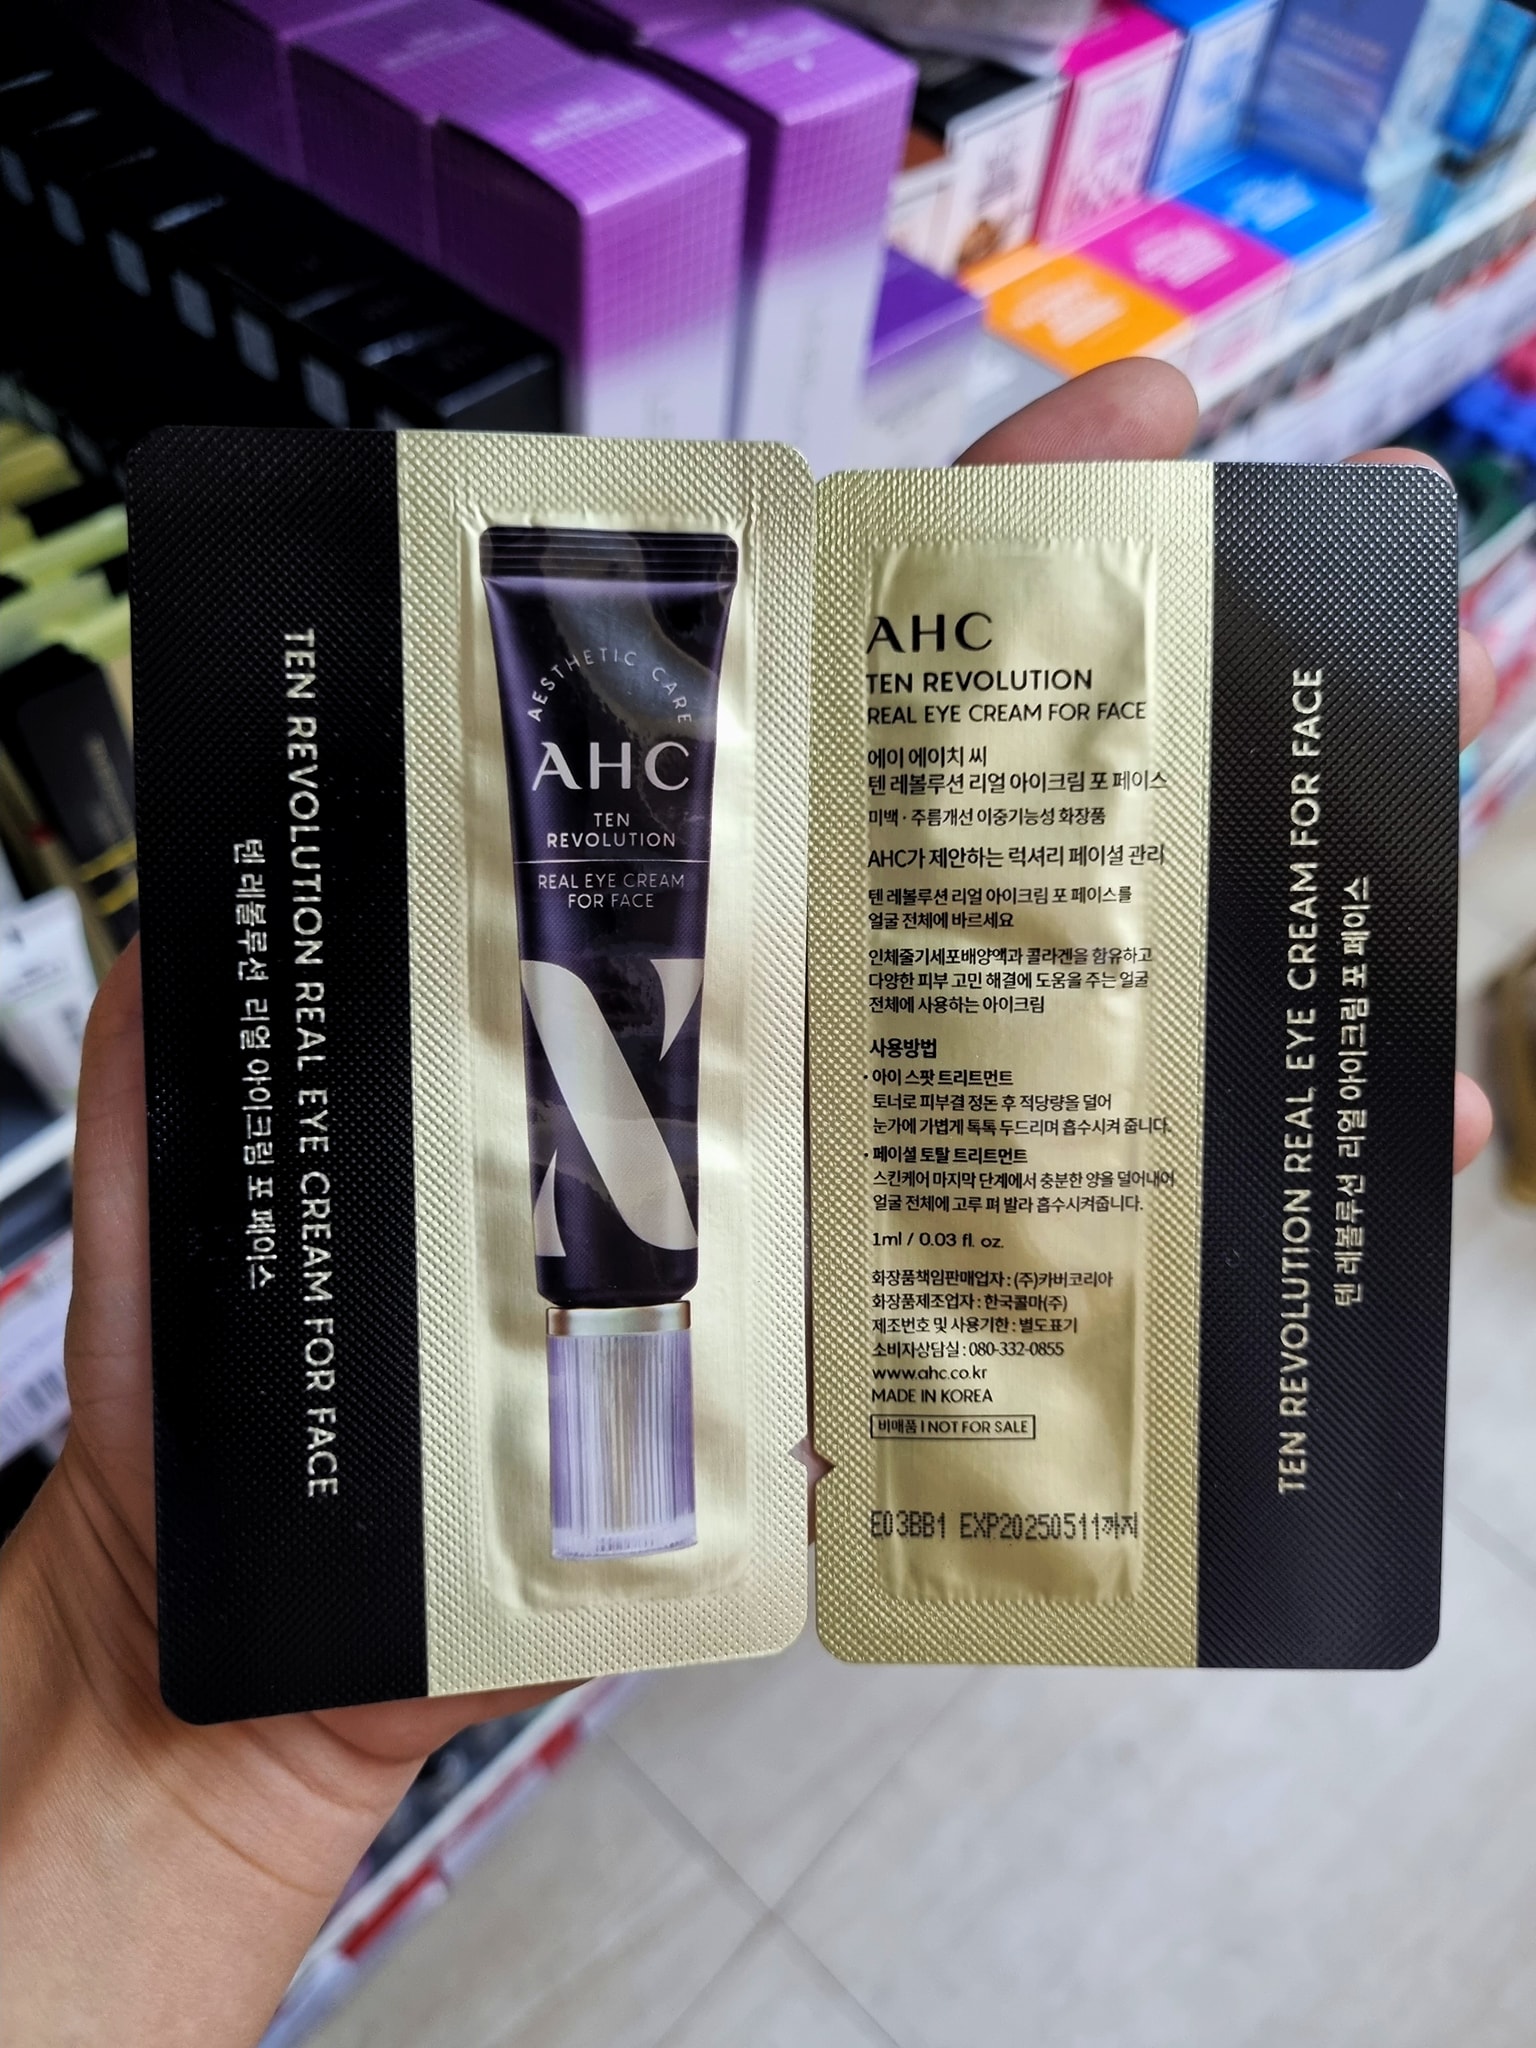 TEN REVOLUTION REAL EYE CREAM FOR FACE
텐 레볼루션 리얼 아이크림 포 페이스
AESTHETIC CARE
AHC
TEN
REVOLUTION
REAL EYE CREAM
FOR FACE
AHC
TEN REVOLUTION
REAL EYE CREAM FOR FACE
에이 에이치 씨
텐 레볼루션 리얼 아이크림 포 페이스
미백 · 주름개선 이중기능성 화장품
AHC가 제안하는 럭셔리 페이셜 관리
텐 레볼루션 리얼 아이크림 포 페이스를
얼굴 전체에 바르세요
인체줄기세포배양액과 콜라겐을 함유하고
다양한 피부 고민 해결에 도움을 주는 얼굴
전체에 사용하는 아이크림
사용방법
· 아이 스팟 트리트먼트
토너로 피부결 정돈 후 적당량을 덜어
눈가에 가볍게 톡톡 두드리며 흡수시켜 줍니다.
· 페이셜 토탈 트리트먼트
스킨케어 마지막 단계에서 충분한 양을 덜어내어
얼굴 전체에 고루 펴 발라 흡수시켜줍니다.
1ml / 0.03 fl. oz.
화장품책임판매업자 : (주)카버코리아
화장품제조업자 : 한국콜마(주)
제조번호 및 사용기한 : 별도표기
소비자상담실 : 080-332-0855
www.ahc.co.kr
MADE IN KOREA
비매품 I NOT FOR SALE
E03BB1 EXP20250511까지
TEN REVOLUTION REAL EYE CREAM FOR FACE
텐 레볼루션 리얼 아이크림 포 페이스